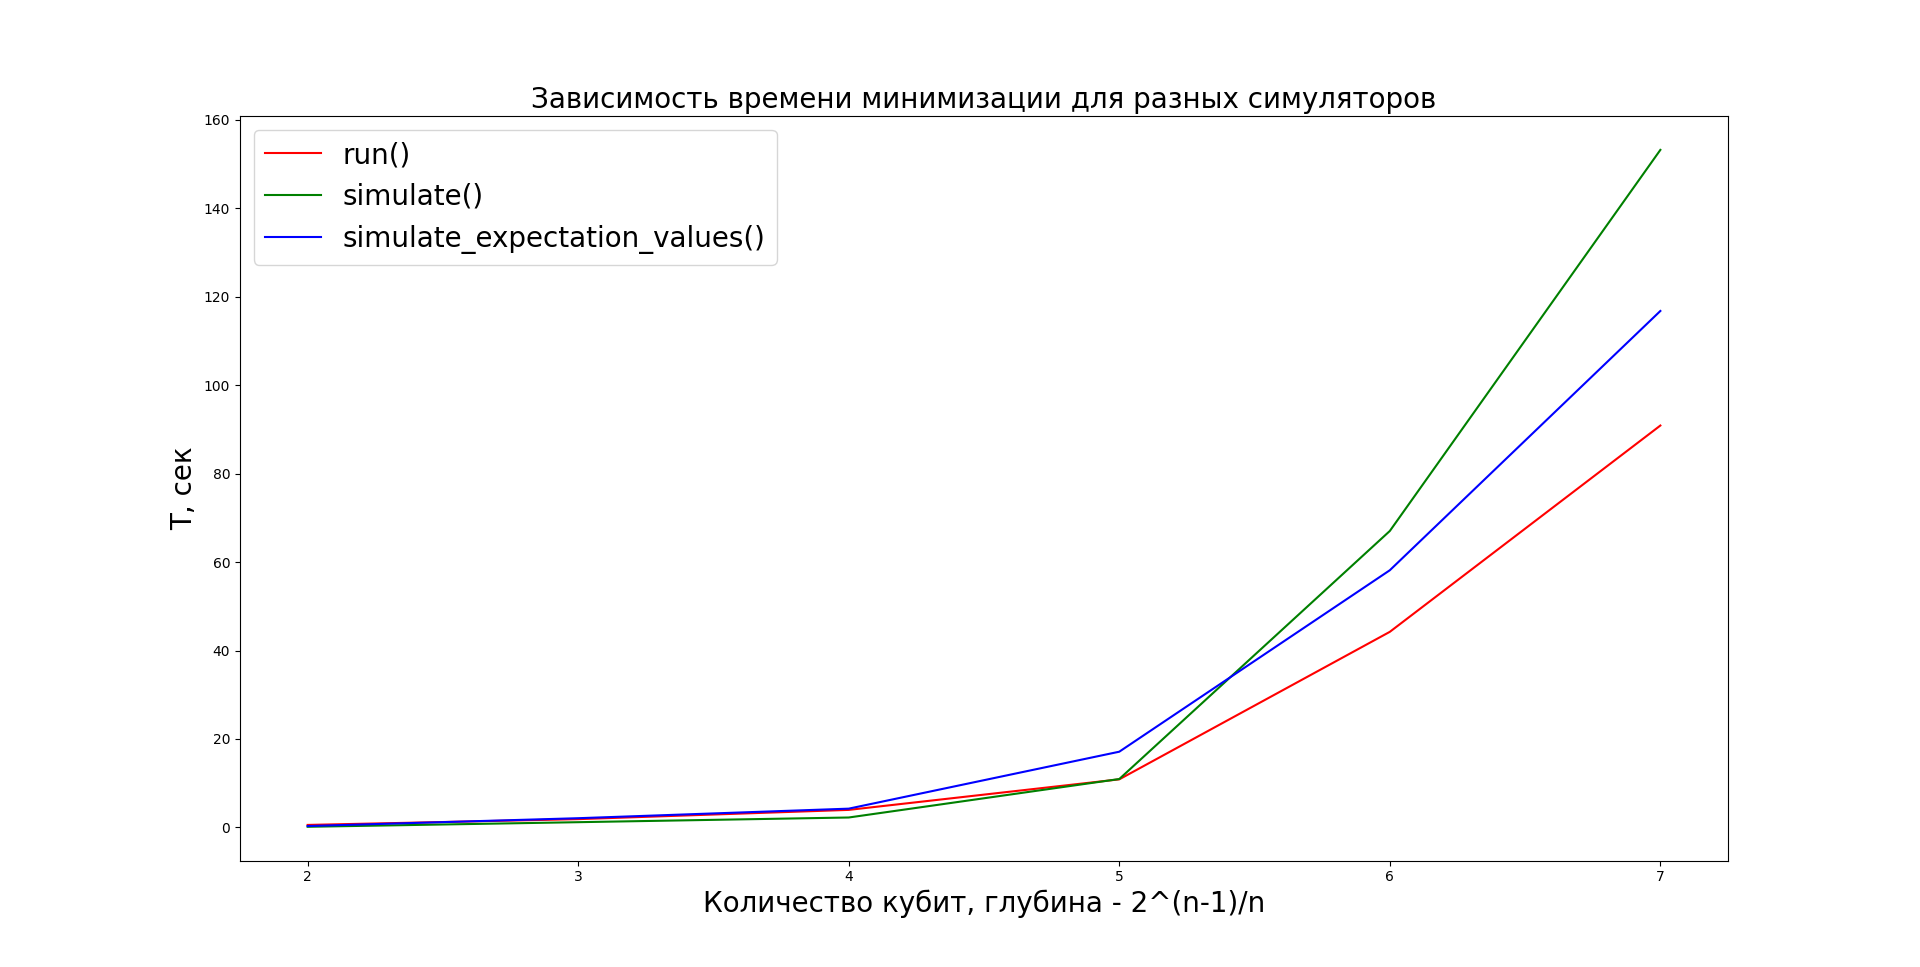 Зависимость времени минимизации для разных симуляторов
160
140
120
100
80
60
40
20
0
run()
simulate()
simulate_expectation_values()
Т, сек
2 3 4 5 6 7
Количество кубит, глубина - 2^(n-1)/n